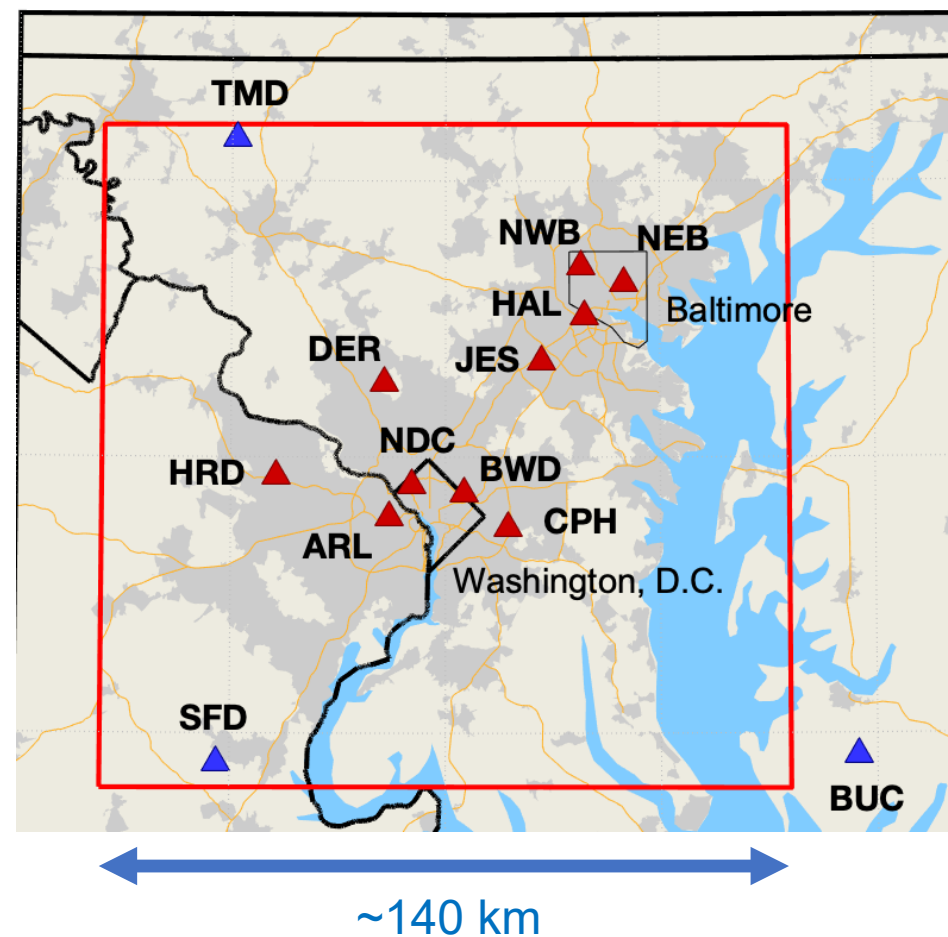 TMD
NWB
NEB
HAL
Baltimore
DER
JES
NDC
HRD
BWD
CPH
ARL
Washington, D.C.
SFD
BUC
~140 km